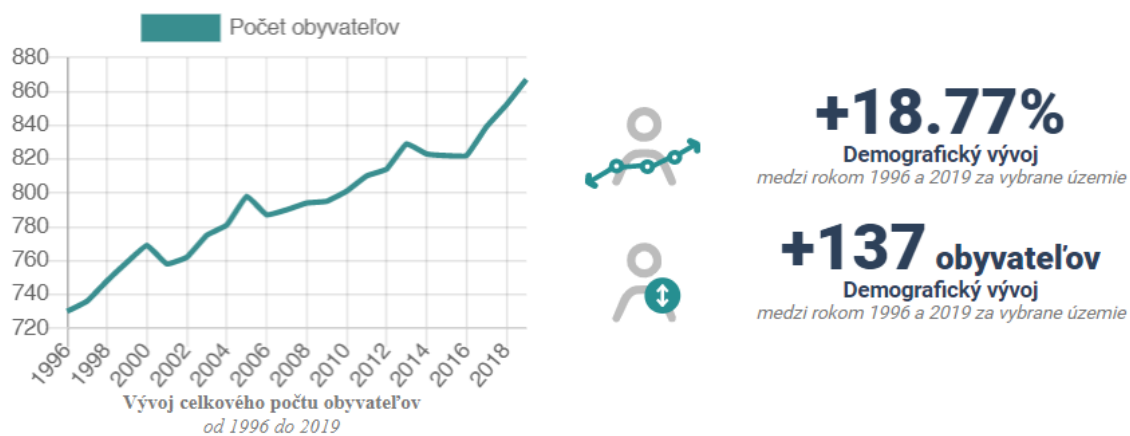 Počet obyvateľov
880
860
840
820
800
780
760
740
720
1996
1998
2000
2002
2004
2006
2008
2010
2012
2014
2016
2018
Vývoj celkového počtu obyvateľov
od 1996 do 2019
+18.77%
Demografický vývoj
medzi rokom 1996 a 2019 za vybrane územie
+137 obyvateľov
Demografický vývoj
medzi rokom 1996 a 2019 za vybrane územie